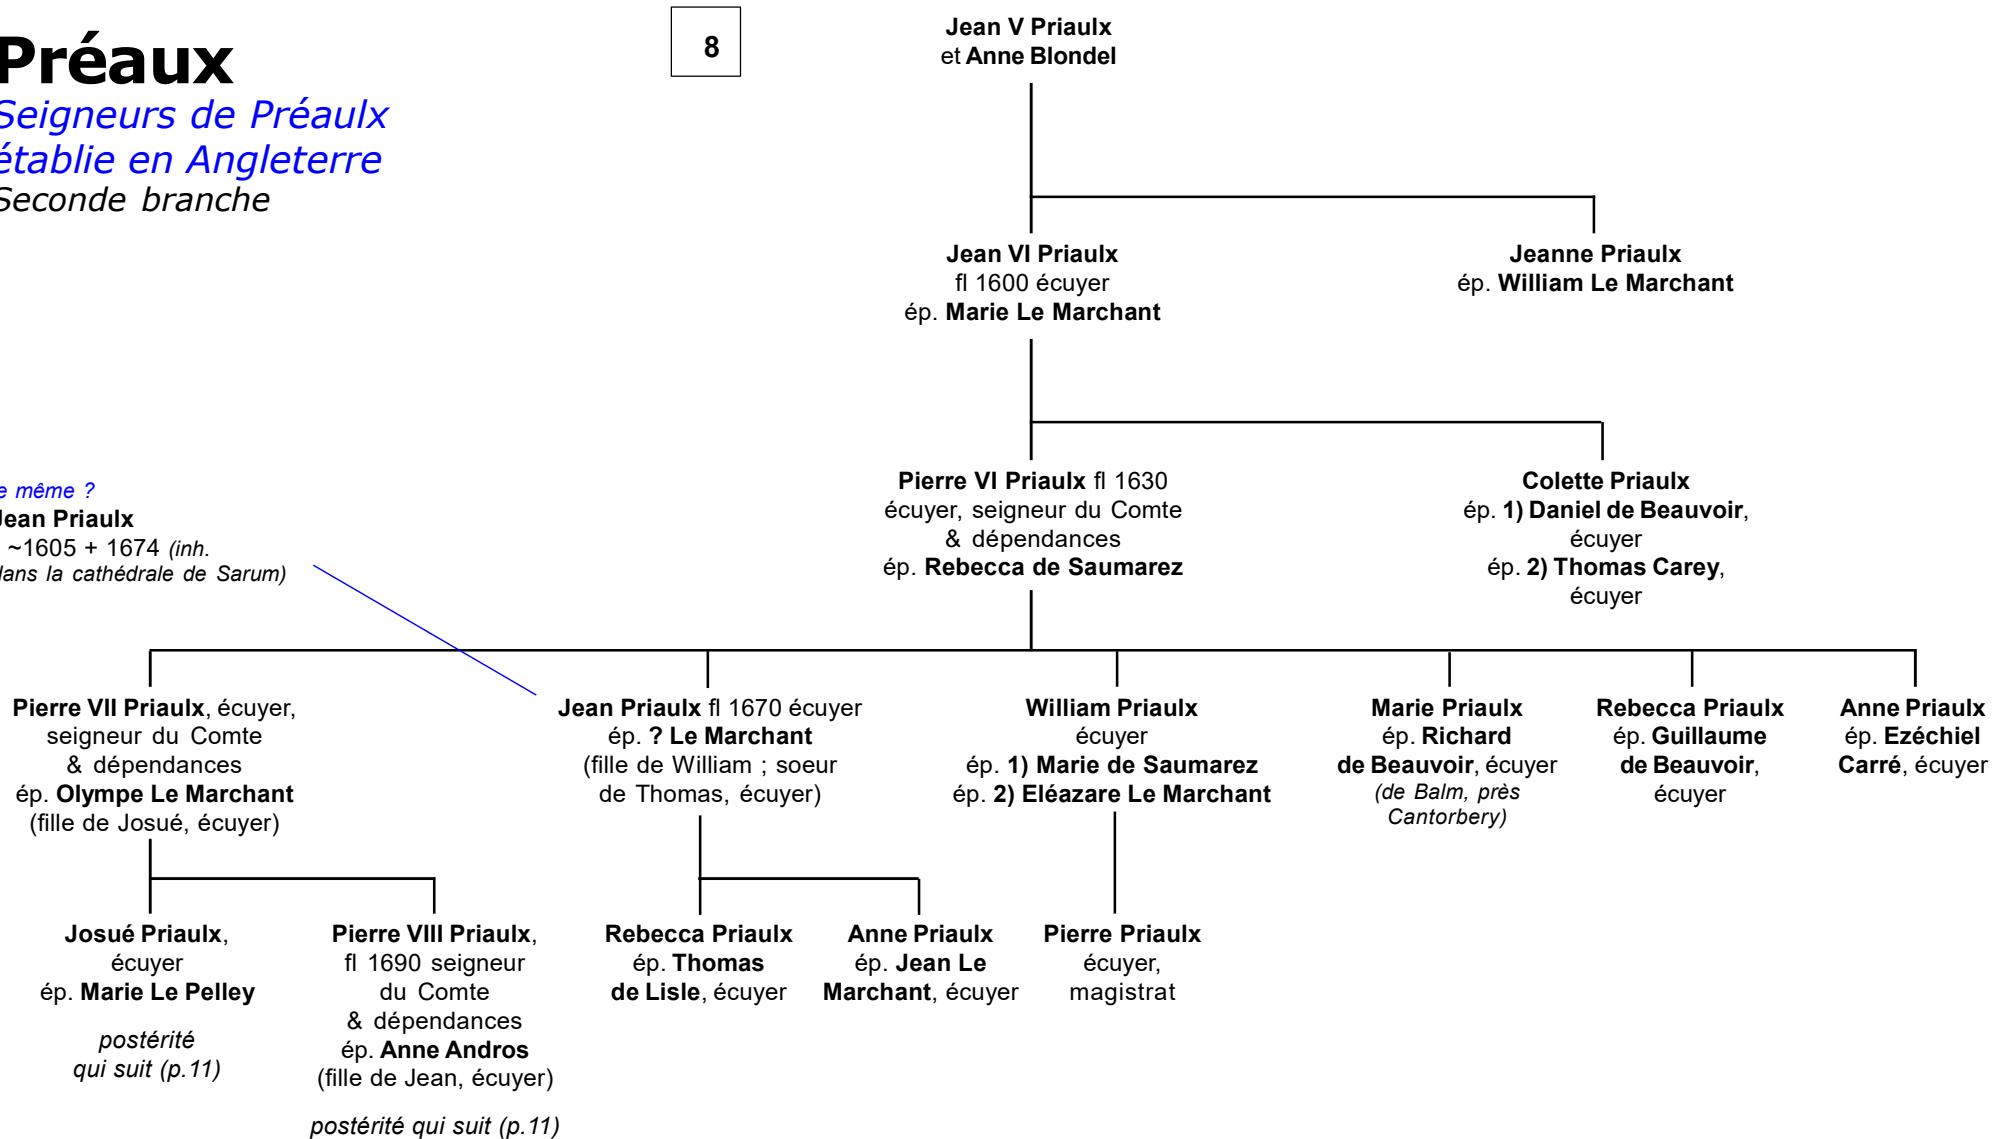 Préaux
Seigneurs de Préaulx
établie en Angleterre
Seconde branche
8
Jean V Priaulx
et Anne Blondel
Jean VI Priaulx
fl 1600 écuyer
ép. Marie Le Marchant
Jeanne Priaulx
ép. William Le Marchant
Pierre VI Priaulx fl 1630
écuyer, seigneur du Comte
& dépendances
ép. Rebecca de Saumarez
Colette Priaulx
ép. 1) Daniel de Beauvoir,
écuyer
ép. 2) Thomas Carey,
écuyer
e même ?
Jean Priaulx
~1605 + 1674 (inh.
dans la cathédrale de Sarum)
Pierre VII Priaulx, écuyer,
seigneur du Comte
& dépendances
ép. Olympe Le Marchant
(fille de Josué, écuyer)
Jean Priaulx fl 1670 écuyer
ép. ? Le Marchant
(fille de William ; soeur
de Thomas, écuyer)
William Priaulx
écuyer
ép. 1) Marie de Saumarez
ép. 2) Eléazare Le Marchant
Marie Priaulx
ép. Richard
de Beauvoir, écuyer
(de Balm, près
Cantorbery)
Rebecca Priaulx
ép. Guillaume
de Beauvoir,
écuyer
Anne Priaulx
ép. Ezéchiel
Carré, écuyer
Josué Priaulx,
écuyer
ép. Marie Le Pelley
postérité
qui suit (p.11)
Pierre VIII Priaulx,
fl 1690 seigneur
du Comte
& dépendances
ép. Anne Andros
(fille de Jean, écuyer)
postérité qui suit (p.11)
Rebecca Priaulx
ép. Thomas
de Lisle, écuyer
Anne Priaulx
ép. Jean Le
Marchant, écuyer
Pierre Priaulx
écuyer,
magistrat